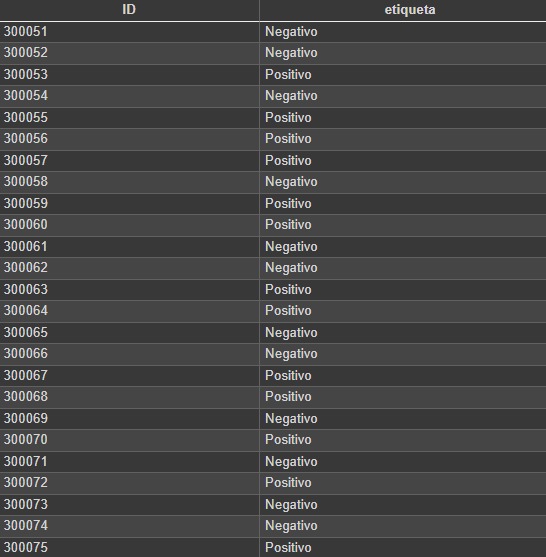 ID etiqueta
300051 Negativo
300052 Negativo
300053 Positivo
300054 Negativo
300055 Positivo
300056 Positivo
300057 Positivo
300058 Negativo
300059 Positivo
300060 Positivo
300061 Negativo
300062 Negativo
300063 Positivo
300064 Positivo
300065 Negativo
300066 Negativo
300067 Positivo
300068 Positivo
300069 Negativo
300070 Positivo
300071 Negativo
300072 Positivo
300073 Negativo
300074 Negativo
300075 Positivo